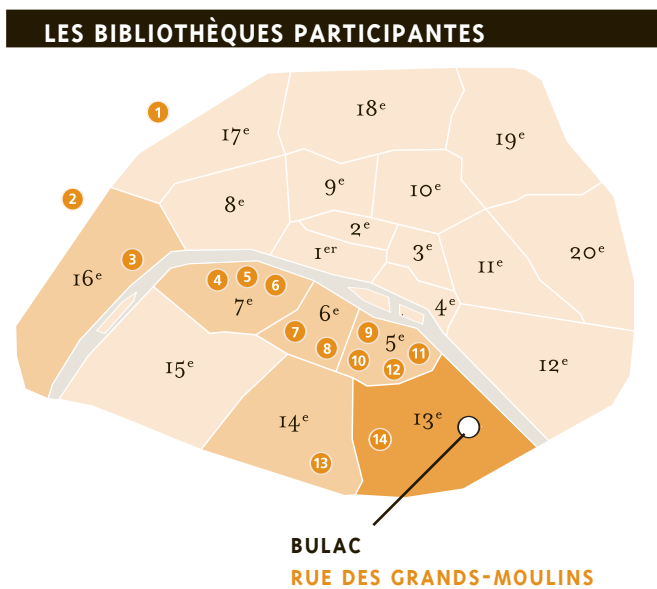 LES BIBLIOTHÈQUES PARTICIPANTES
1
18e
17e
19e
2
9e
10e
8e
2e
3
1er
3e
20e
11e
16e
4
5
6
7e
6e
4e
7
8
9
5e
10
11
12
15e
12e
14e
13e
14
13
BULAC
RUE DES GRANDS-MOULINS